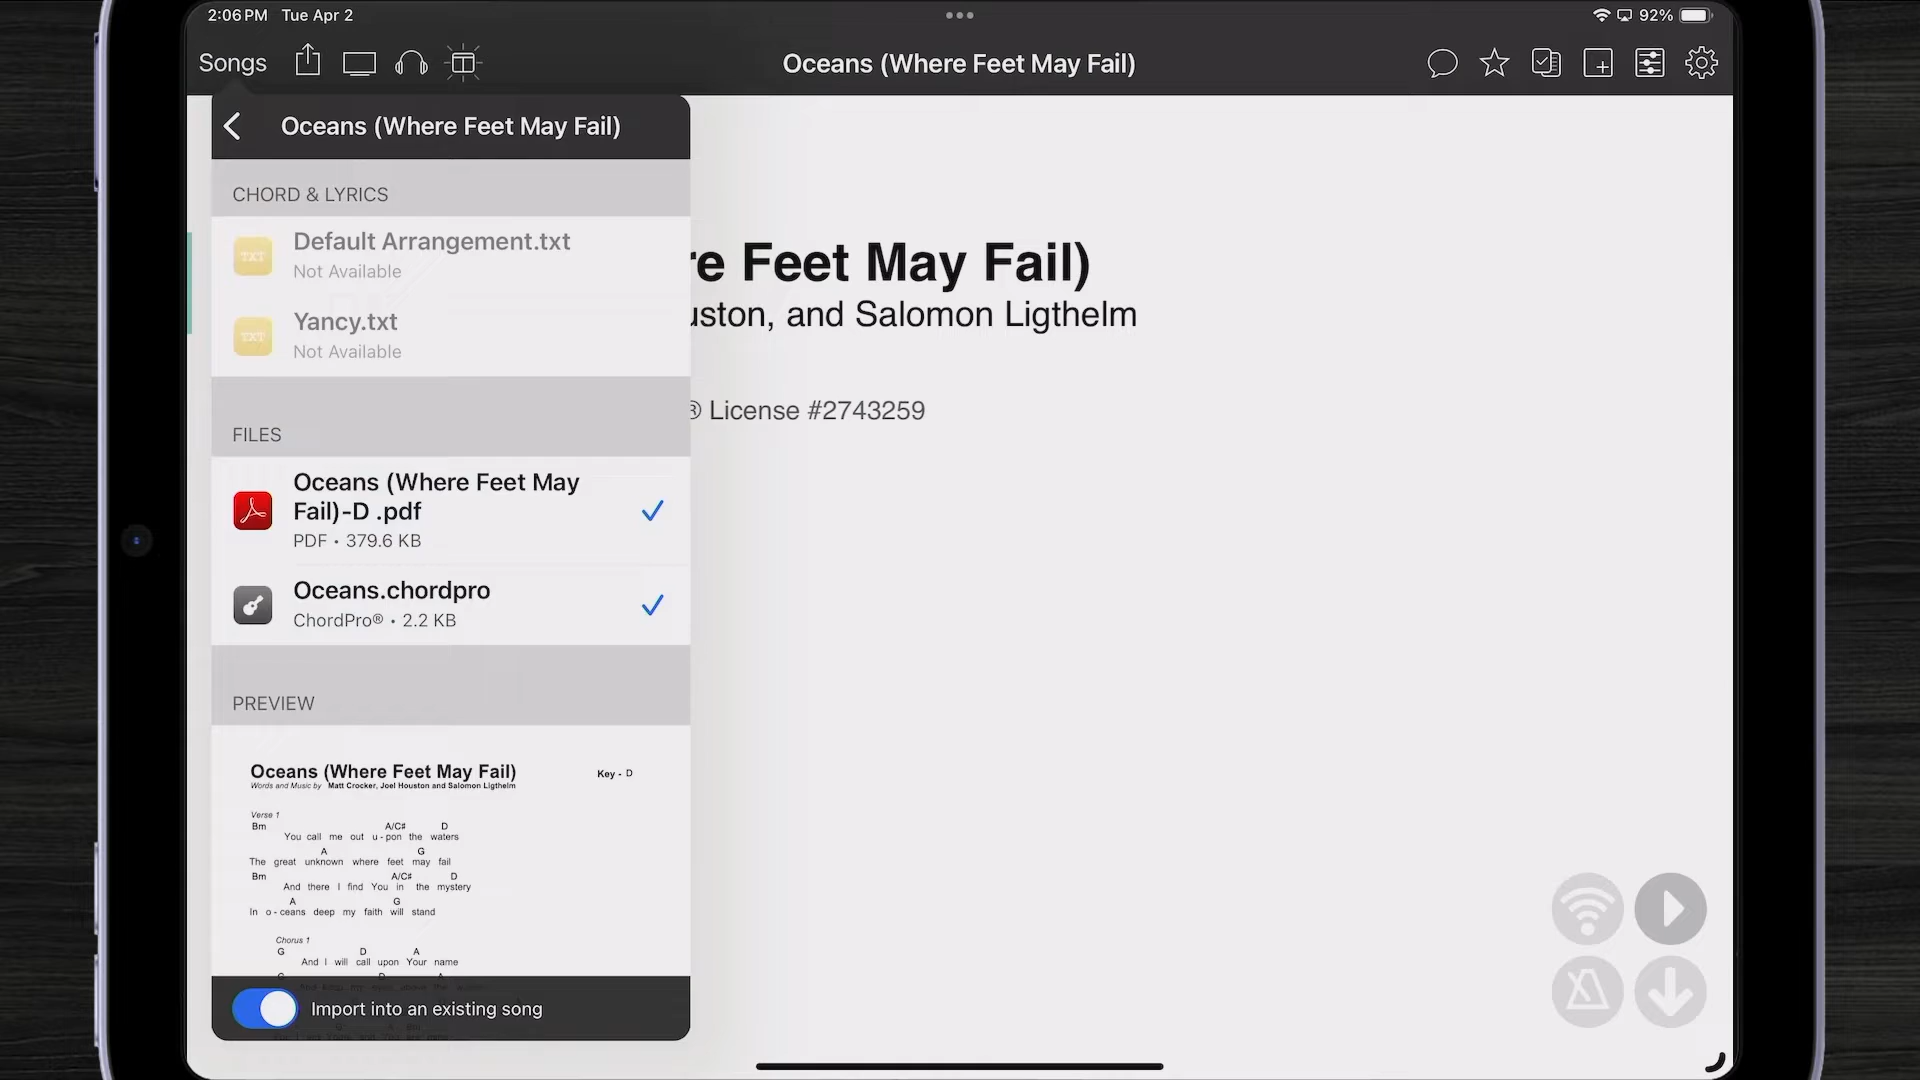 2:06 PM Tue Apr 2
92%
Songs
Oceans (Where Feet May Fail)
Oceans (Where Feet May Fail)
CHORD & LYRICS
TXT
Default Arrangement.txt
Not Available
TXT
Yancy.txt
Not Available
re Feet May Fail)
uston, and Salomon Ligthelm
® License #2743259
FILES
Oceans (Where Feet May
Fail)-D .pdf
PDF • 379.6 KB
Oceans.chordpro
ChordPro® • 2.2 KB
PREVIEW
Oceans (Where Feet May Fail)
Key - D
Words and Music by Matt Crocker, Joel Houston and Salomon Ligthelm
Verse 1
Bm A/C# D
You call me out u - pon the waters
A G
The great unknown where feet may fail
Bm A/C# D
And there I find You in the mystery
A G
In o - ceans deep my faith will stand
Chorus 1
G D A
And I will call upon Your name
G D A
Import into an existing song